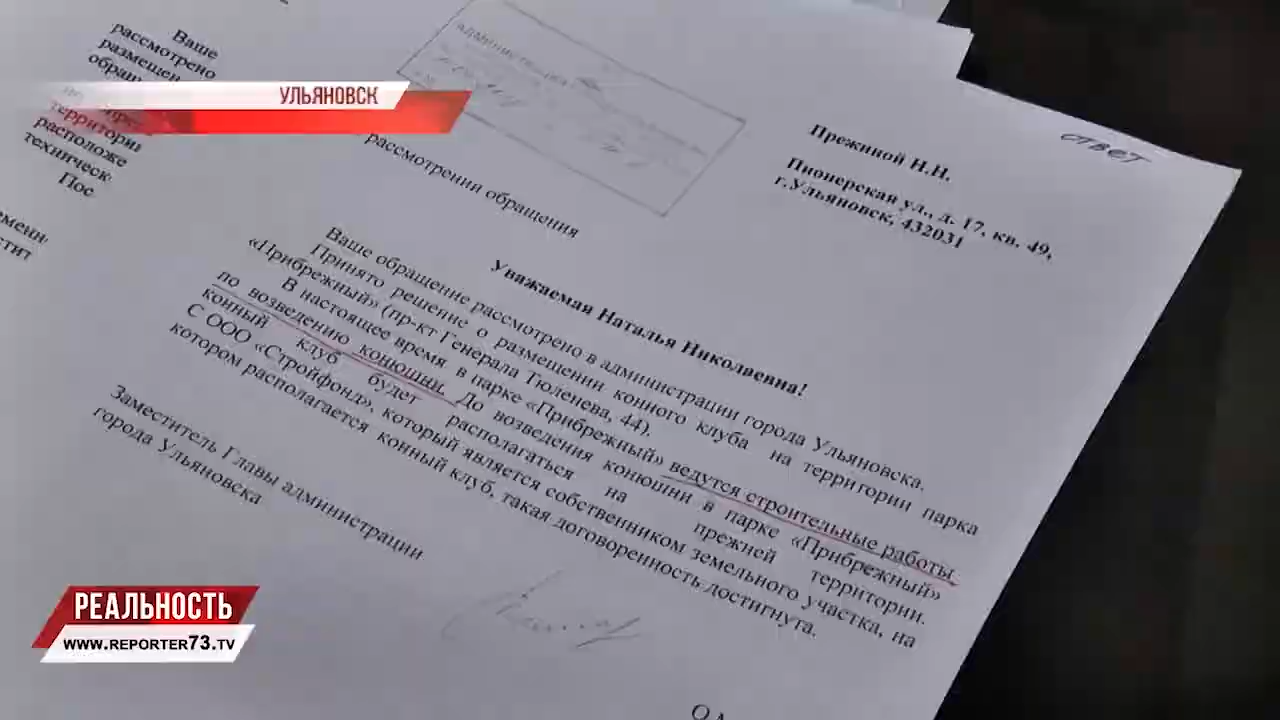 УЛЬЯНОВСК
Ваше
рассмотрено
размещен
обращ
территори
расположе
техническ
Пос
АДМИНИСТРАЦИЯ
ответ
Прежиной Н.Н.
Пионерская ул., д. 17, кв. 49,
г.Ульяновск, 432031
рассмотрении обращения
Уважаемая Наталья Николаевна!
Ваше обращение рассмотрено в администрации города Ульяновска.
Принято решение о размещении конного клуба на территории парка
«Прибрежный» (пр-кт Генерала Тюленева, 44).
В настоящее время в парке «Прибрежный» ведутся строительные работы
по возведению конюшни. До возведения конюшни в парке «Прибрежный»
конный клуб будет располагаться на прежней территории.
С ООО «Стройфонд», который является собственником земельного участка, на
котором располагается конный клуб, такая договоренность достигнута.
Заместитель Главы администрации
города Ульяновска
РЕАЛЬНОСТЬ
WWW.REPORTER73.TV